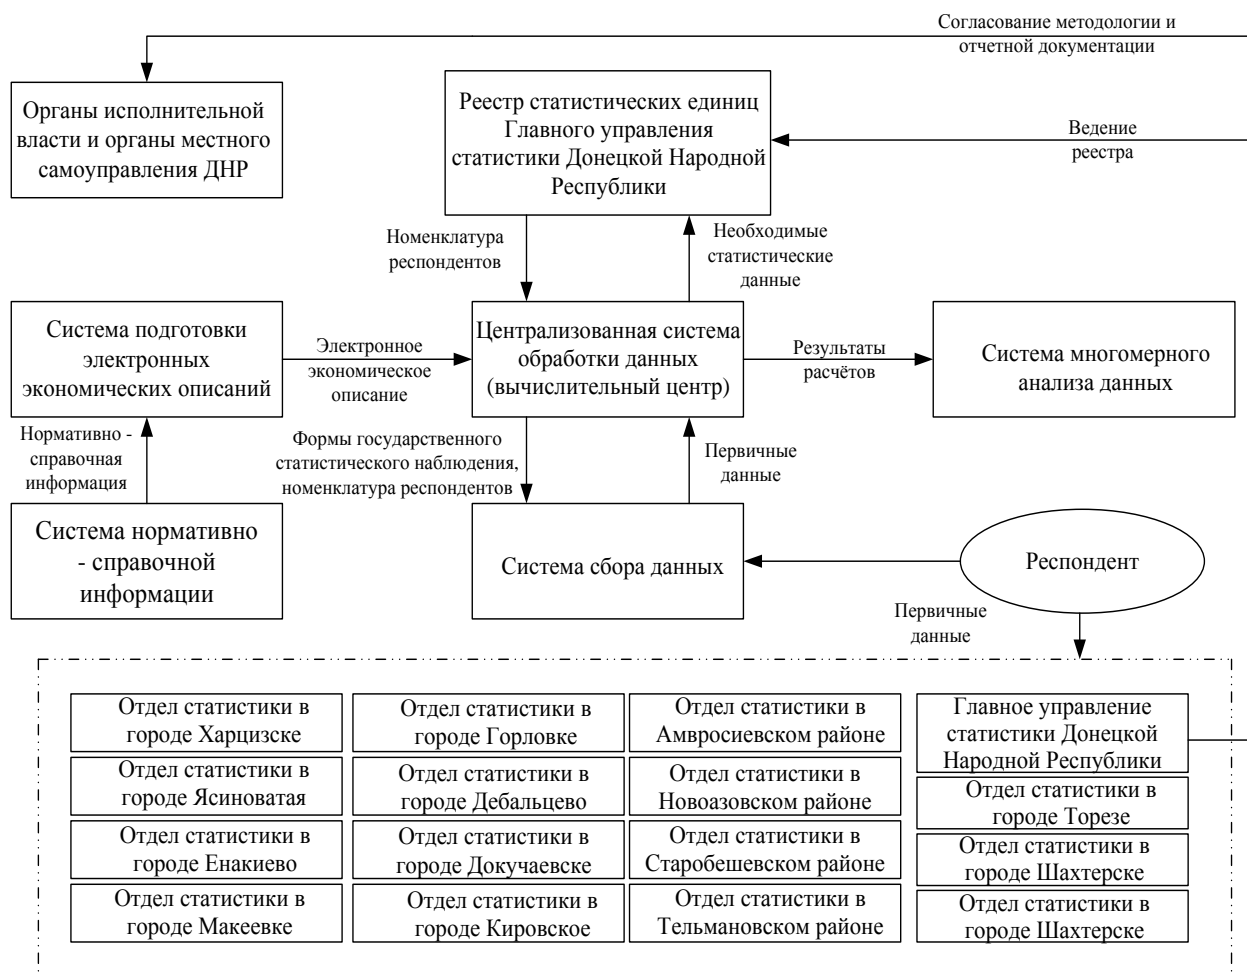 Согласование методологии и
отчетной документации
Органы исполнительной
власти и органы местного
самоуправления ДНР
Реестр статистических единиц
Главного управления
статистики Донецкой Народной
Республики
Ведение
реестра
Номенклатура
респондентов
Необходимые
статистические
данные
Система подготовки
электронных
экономических описаний
Электронное
экономическое
описание
Централизованная система
обработки данных
(вычислительный центр)
Результаты
расчётов
Система многомерного
анализа данных
Нормативно -
справочная
информация
Формы государственного
статистического наблюдения,
номенклатура респондентов
Первичные
данные
Система нормативно
- справочной
информации
Система сбора данных
Респондент
Первичные
данные
Отдел статистики в
городе Харцизске
Отдел статистики в
городе Ясиноватая
Отдел статистики в
городе Енакиево
Отдел статистики в
городе Макеевке
Отдел статистики в
городе Горловке
Отдел статистики в
городе Дебальцево
Отдел статистики в
городе Докучаевске
Отдел статистики в
городе Кировское
Отдел статистики в
Амвросиевском районе
Отдел статистики в
Новоазовском районе
Отдел статистики в
Старобешевском районе
Отдел статистики в
Тельмановском районе
Главное управление
статистики Донецкой
Народной Республики
Отдел статистики в
городе Торезе
Отдел статистики в
городе Шахтерске
Отдел статистики в
городе Шахтерске